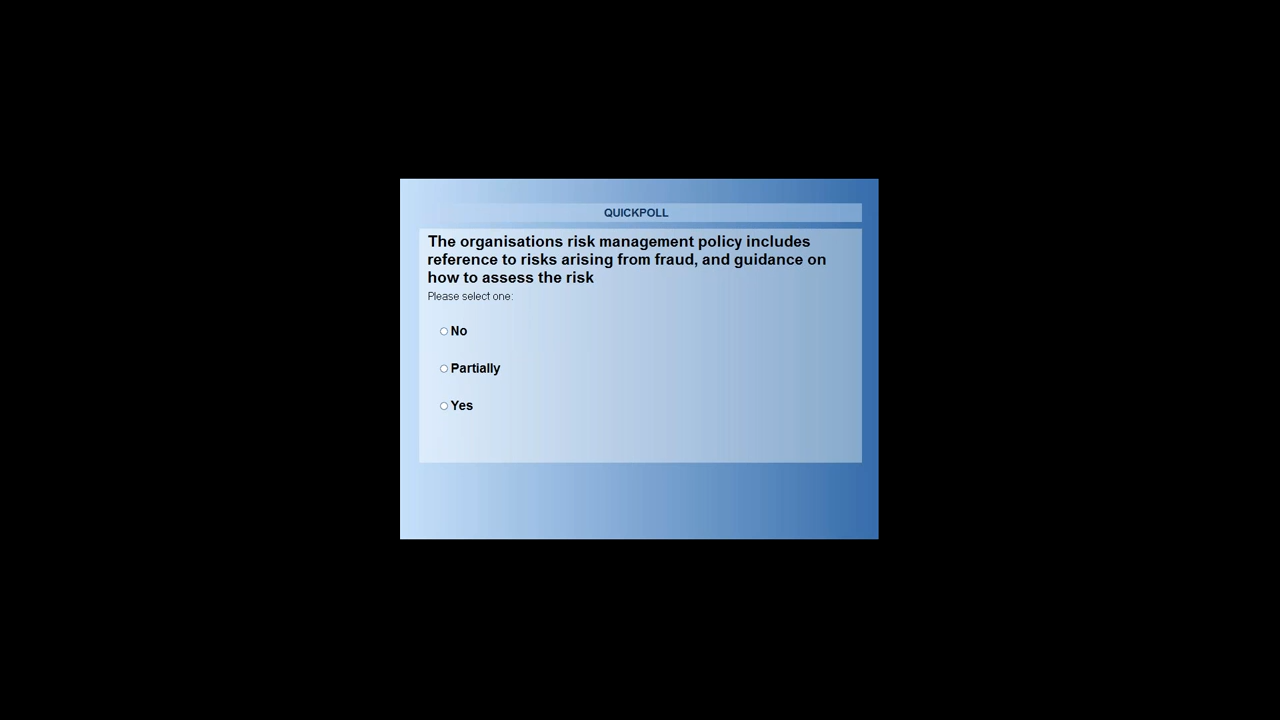 QUICKPOLL
The organisations risk management policy includes
reference to risks arising from fraud, and guidance on
how to assess the risk
Please select one:
No
Partially
Yes